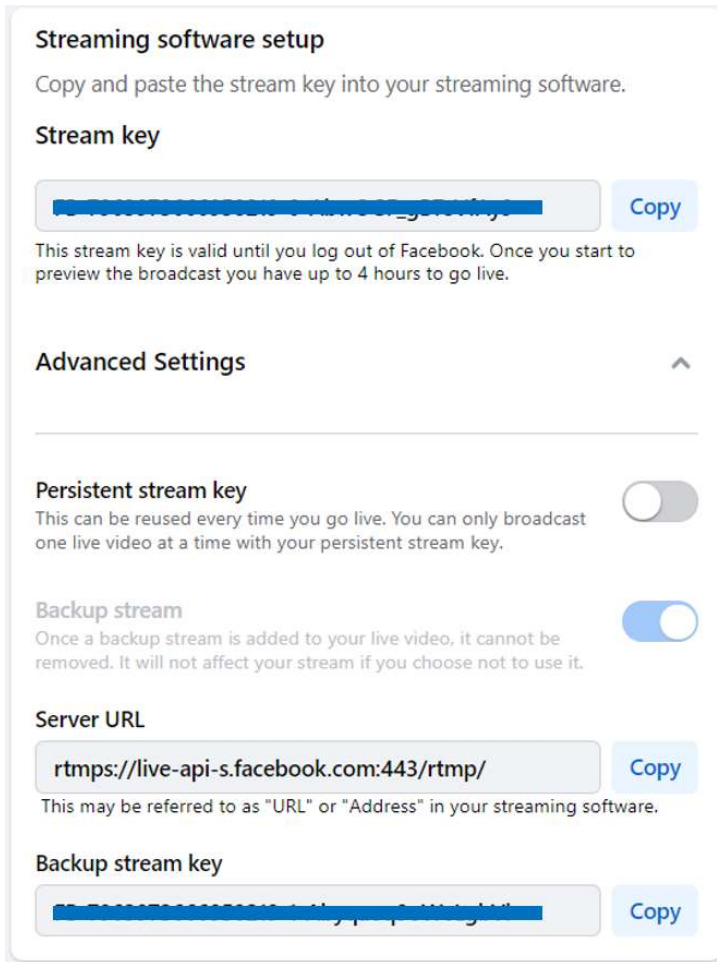 Streaming software setup
Copy and paste the stream key into your streaming software.
Stream key
Copy
This stream key is valid until you log out of Facebook. Once you start to
preview the broadcast you have up to 4 hours to go live.
Advanced Settings
Persistent stream key
This can be reused every time you go live. You can only broadcast
one live video at a time with your persistent stream key.
Backup stream
Once a backup stream is added to your live video, it cannot be
removed. It will not affect your stream if you choose not to use it.
Server URL
rtmps://live-api-s.facebook.com:443/rtmp/ Copy
This may be referred to as "URL" or "Address" in your streaming software.
Backup stream key
Copy